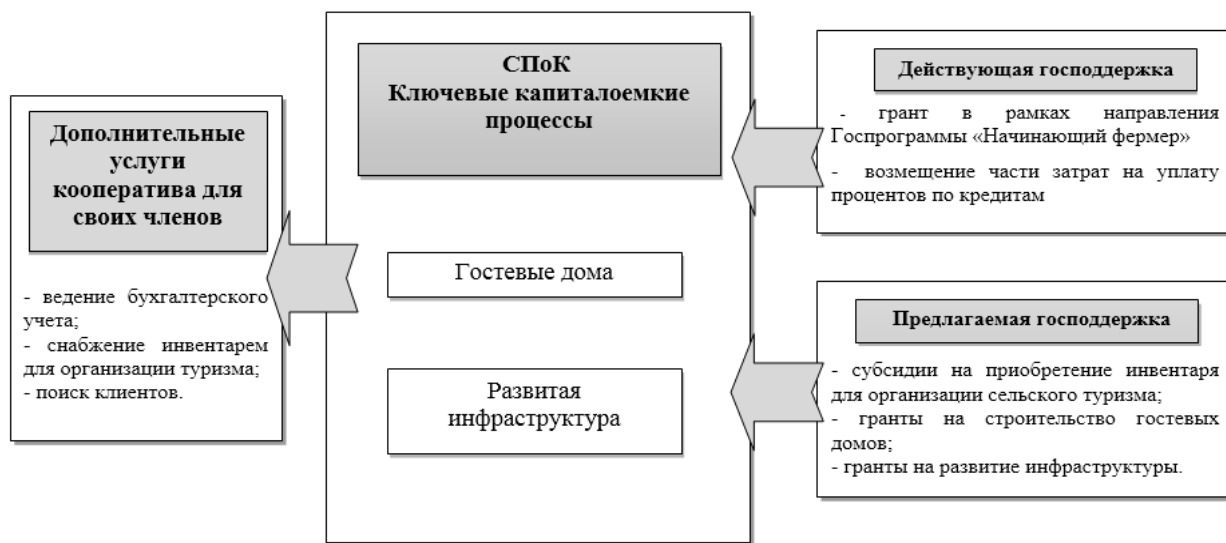 Дополнительные
услуги
кооператива для
своих членов
- ведение бухгалтерского
учета;
- снабжение инвентарем
для организации туризма;
- поиск клиентов.
СПоК
Ключевые капиталоемкие
процессы
Гостевые дома
Развитая
инфраструктура
Действующая господдержка
- грант в рамках направления
Госпрограммы «Начинающий фермер»
- возмещение части затрат на уплату
процентов по кредитам
Предлагаемая господдержка
- субсидии на приобретение инвентаря
для организации сельского туризма;
- гранты на строительство гостевых
домов;
- гранты на развитие инфраструктуры.